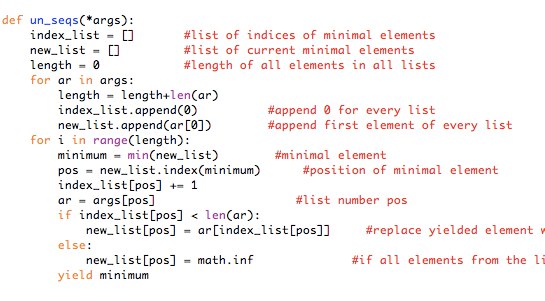 def un_seqs(*args):
    index_list = []       #list of indices of minimal elements
    new_list = []         #list of current minimal elements
    length = 0            #length of all elements in all lists
    for ar in args:
        length = length+len(ar)
        index_list.append(0)          #append 0 for every list
        new_list.append(ar[0])        #append first element of every list
    for i in range(length):
        minimum = min(new_list)        #minimal element
        pos = new_list.index(minimum)      #position of minimal element
        index_list[pos] += 1
        ar = args[pos]                    #list number pos
        if index_list[pos] < len(ar):
            new_list[pos] = ar[index_list[pos]]     #replace yielded element
        else:
            new_list[pos] = math.inf              #if all elements from the
        yield minimum